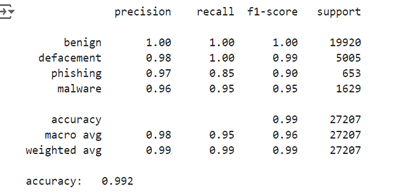 precision recall f1-score support
benign 1.00 1.00 1.00 19920
defacement 0.98 1.00 0.99 5005
phishing 0.97 0.85 0.90 653
malware 0.96 0.95 0.95 1629
accuracy 0.99 27207
macro avg 0.98 0.95 0.96 27207
weighted avg 0.99 0.99 0.99 27207
accuracy: 0.992